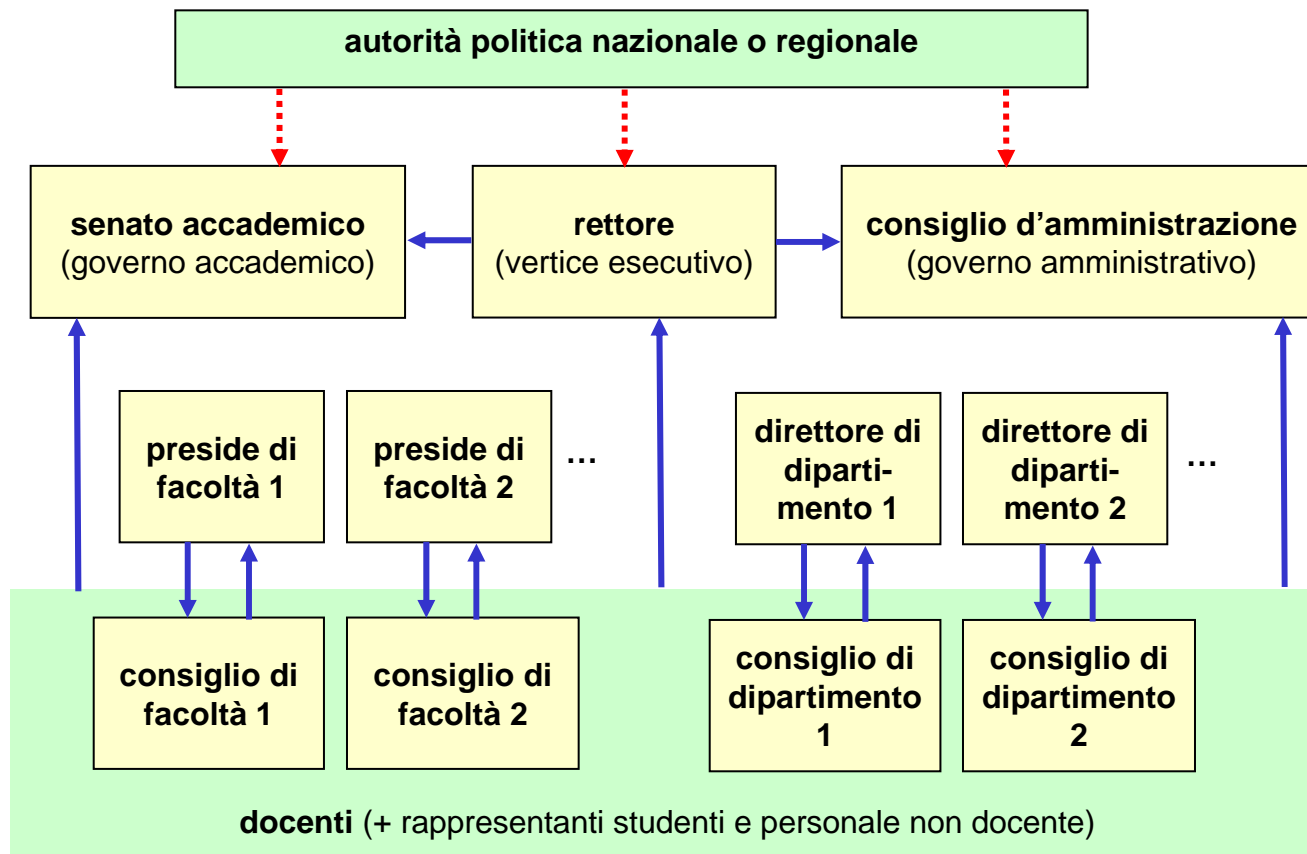 autorità politica nazionale o regionale
senato accademico
(governo accademico)
rettore
(vertice esecutivo)
consiglio d’amministrazione
(governo amministrativo)
preside di
facoltà 1
preside di
facoltà 2
…
direttore di
diparti-
mento 1
direttore di
diparti-
mento 2
…
consiglio di
facoltà 1
consiglio di
facoltà 2
consiglio di
dipartimento
1
consiglio di
dipartimento
2
docenti (+ rappresentanti studenti e personale non docente)